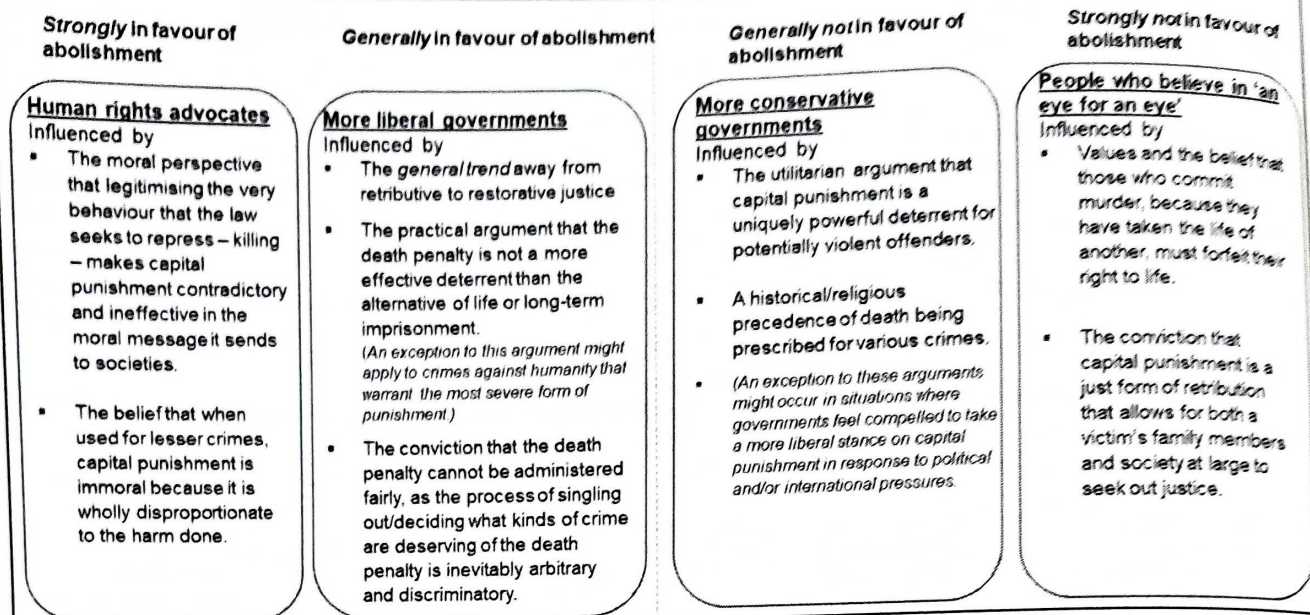 Strongly in favour of
abolishment
Human rights advocates
Influenced by
▪ The moral perspective
that legitimising the very
behaviour that the law
seeks to repress – killing
– makes capital
punishment contradictory
and ineffective in the
moral message it sends
to societies.
▪ The belief that when
used for lesser crimes,
capital punishment is
immoral because it is
wholly disproportionate
to the harm done.
Generally in favour of abolishment
More liberal governments
Influenced by
▪ The general trend away from
retributive to restorative justice
▪ The practical argument that the
death penalty is not a more
effective deterrent than the
alternative of life or long-term
imprisonment.
(An exception to this argument might
apply to crimes against humanity that
warrant the most severe form of
punishment.)
▪ The conviction that the death
penalty cannot be administered
fairly, as the process of singling
out/deciding what kinds of crime
are deserving of the death
penalty is inevitably arbitrary
and discriminatory.
Generally not in favour of
abolishment
More conservative
governments
Influenced by
▪ The utilitarian argument that
capital punishment is a
uniquely powerful deterrent for
potentially violent offenders.
▪ A historical/religious
precedence of death being
prescribed for various crimes.
▪ (An exception to these arguments
might occur in situations where
governments feel compelled to take
a more liberal stance on capital
punishment in response to political
and/or international pressures.
Strongly not in favour of
abolishment
People who believe in ‘an
eye for an eye’
Influenced by
▪ Values and the belief that
those who commit
murder, because they
have taken the life of
another, must forfeit their
right to life.
▪ The conviction that
capital punishment is a
just form of retribution
that allows for both a
victim's family members
and society at large to
seek out justice.